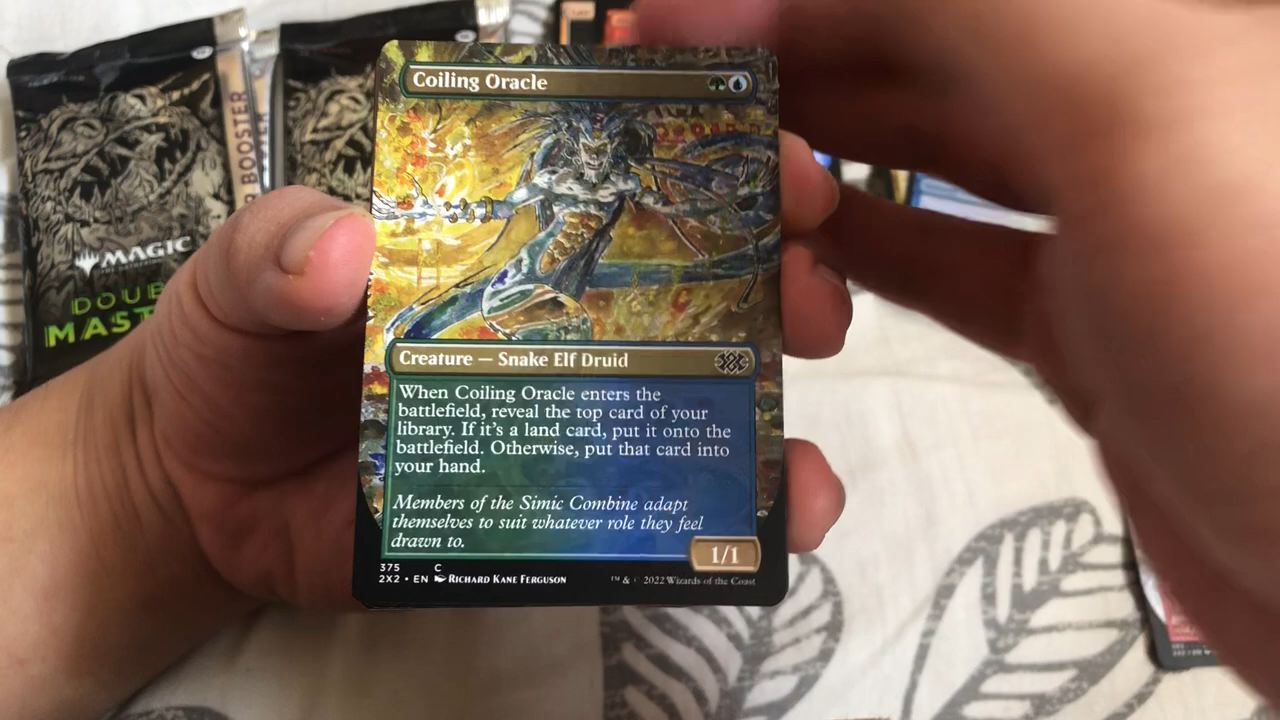 BOOSTER
MAGIC
DOUB
MAST
Coiling Oracle
Creature — Snake Elf Druid
When Coiling Oracle enters the
battlefield, reveal the top card of your
library. If it's a land card, put it onto the
battlefield. Otherwise, put that card into
your hand.
Members of the Simic Combine adapt
themselves to suit whatever role they feel
drawn to.
1/1
375 C
2X2 • EN RICHARD KANE FERGUSON ™ & © 2022 Wizards of the Coast